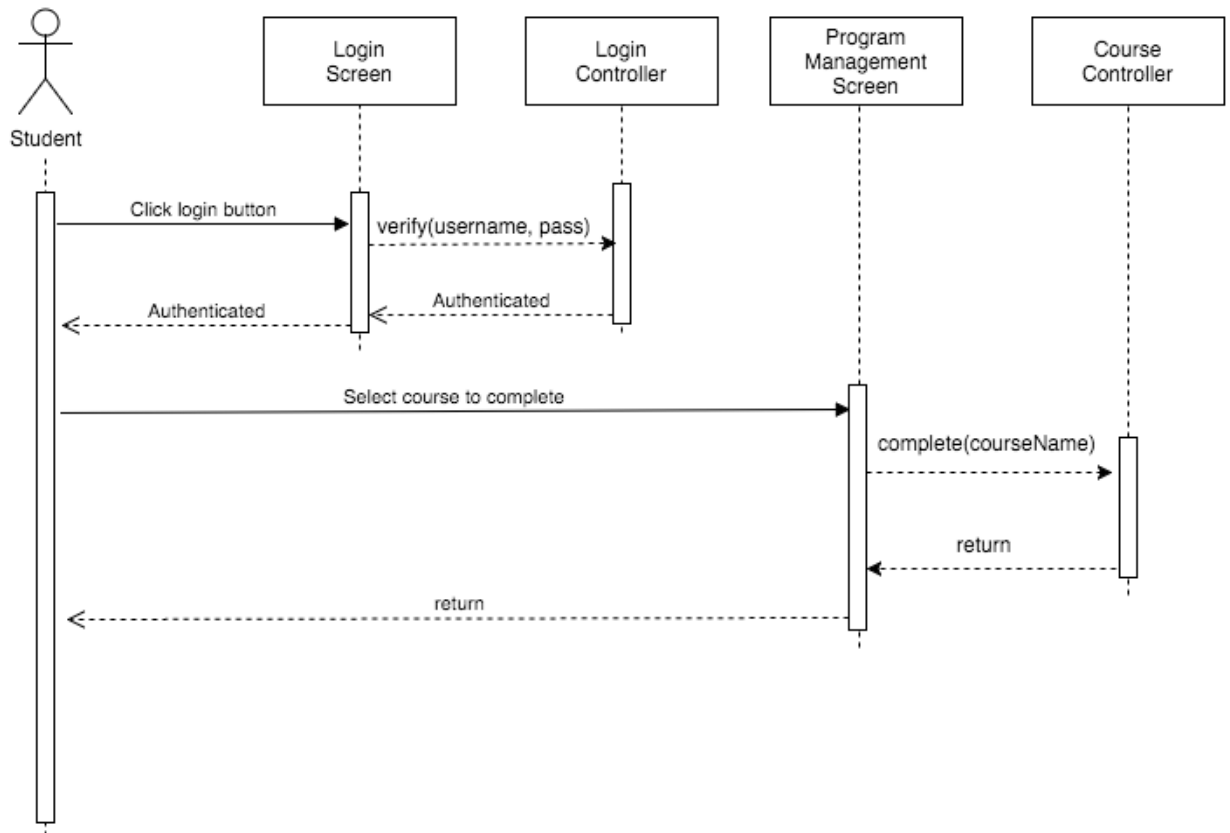 Login
Screen
Login
Controller
Program
Management
Screen
Course
Controller
Student
Click login button
verify(username, pass)
Authenticated
Authenticated
Select course to complete
complete(courseName)
return
return